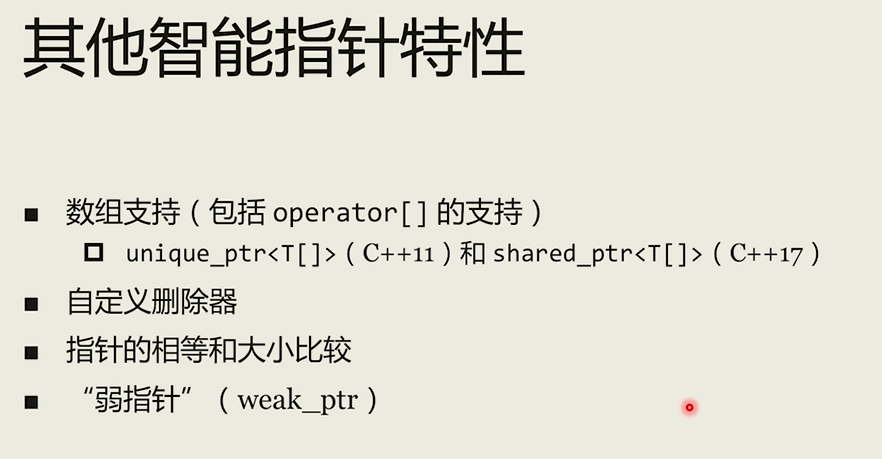 其他智能指针特性
数组支持(包括 operator[] 的支持)
unique_ptr<T[]>(C++11)和 shared_ptr<T[]>(C++17)
自定义删除器
指针的相等和大小比较
“弱指针”(weak_ptr)